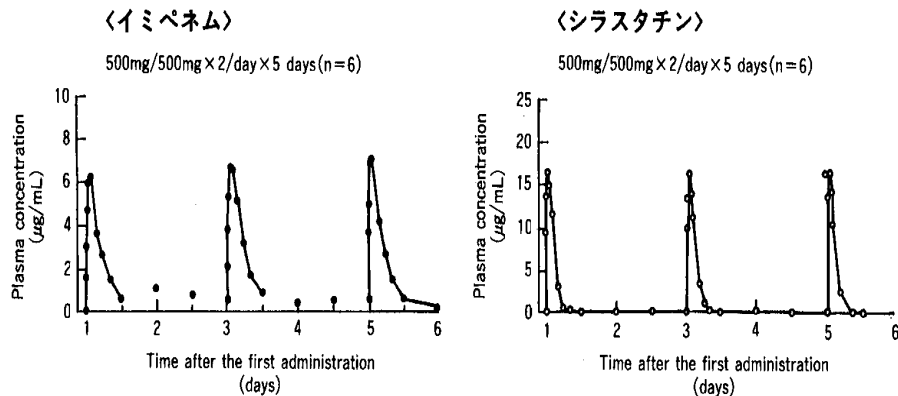 〈イミペネム〉
500mg/500mg×2/day×5 days(n=6)
Plasma concentration
(μg/mL)
10
8
6
4
2
0
1 2 3 4 5 6
Time after the first administration
(days)
〈シラスタチン〉
500mg/500mg×2/day×5 days(n=6)
Plasma concentration
(μg/mL)
25
20
15
10
5
0
1 2 3 4 5 6
Time after the first administration
(days)